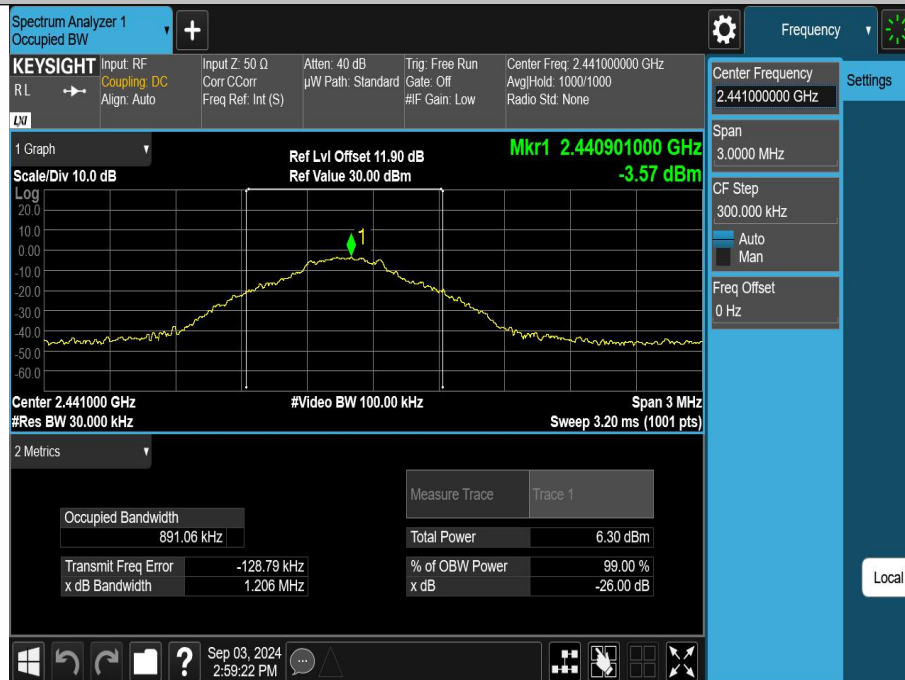 Spectrum Analyzer 1
Occupied BW
+
Frequency
KEYSIGHT
RL
LXI
Input: RF
Coupling: DC
Align: Auto
Input Z: 50 Ω
Corr CCorr
Freq Ref: Int (S)
Atten: 40 dB
µW Path: Standard
Trig: Free Run
Gate: Off
#IF Gain: Low
Center Freq: 2.441000000 GHz
Avg|Hold: 1000/1000
Radio Std: None
Center Frequency
2.441000000 GHz
Settings
Span
3.0000 MHz
CF Step
300.000 kHz
Auto
Man
Freq Offset
0 Hz
Local
1 Graph
Scale/Div 10.0 dB
Ref Lvl Offset 11.90 dB
Ref Value 30.00 dBm
Mkr1 2.440901000 GHz
-3.57 dBm
Log
20.0
10.0
0.00
-10.0
-20.0
-30.0
-40.0
-50.0
-60.0
1
Center 2.441000 GHz
#Res BW 30.000 kHz
#Video BW 100.00 kHz
Span 3 MHz
Sweep 3.20 ms (1001 pts)
2 Metrics
Measure Trace Trace 1
Occupied Bandwidth
891.06 kHz
Total Power 6.30 dBm
Transmit Freq Error -128.79 kHz
% of OBW Power 99.00 %
x dB Bandwidth 1.206 MHz
x dB -26.00 dB
?
Sep 03, 2024
2:59:22 PM